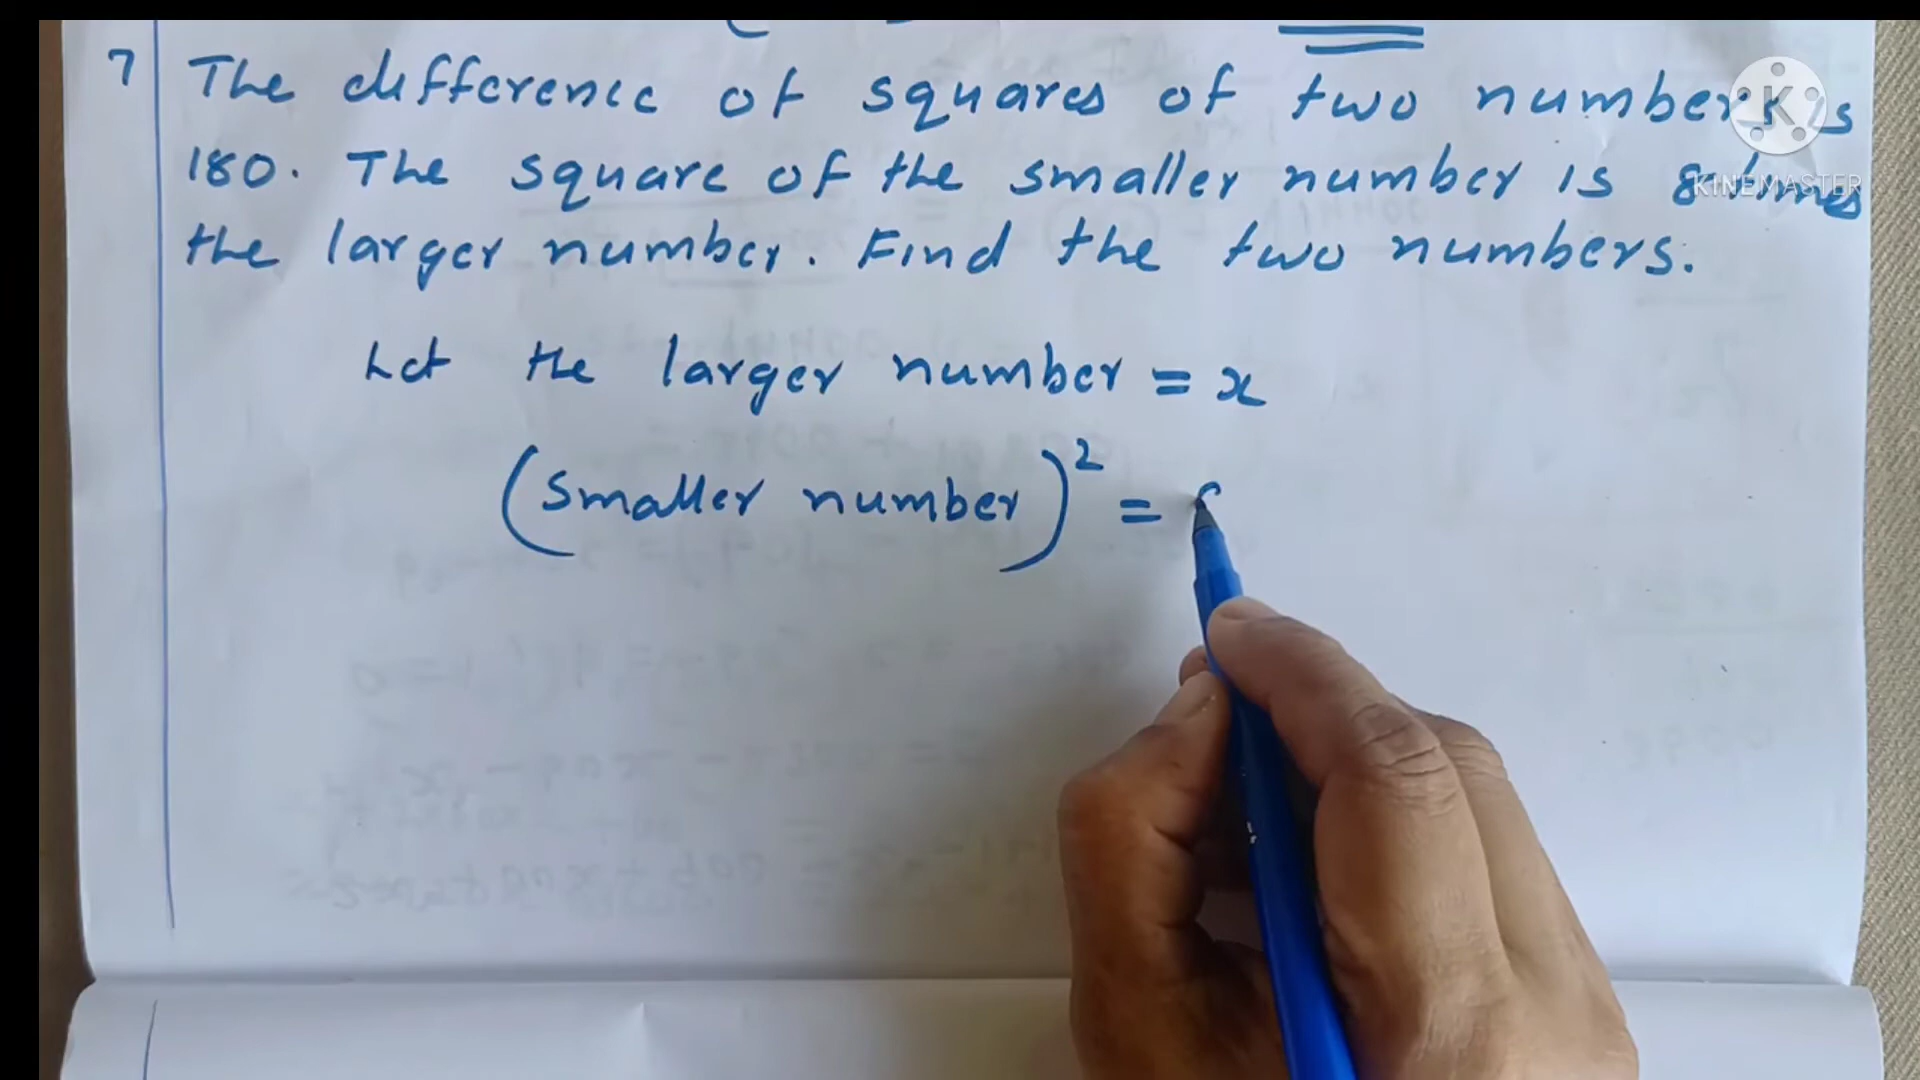 7 The difference of squares of two numbers is
180. The square of the smaller number is 8 times
the larger number. Find the two numbers.
Let the larger number = x
(Smaller number)² =
K
KINEMASTER